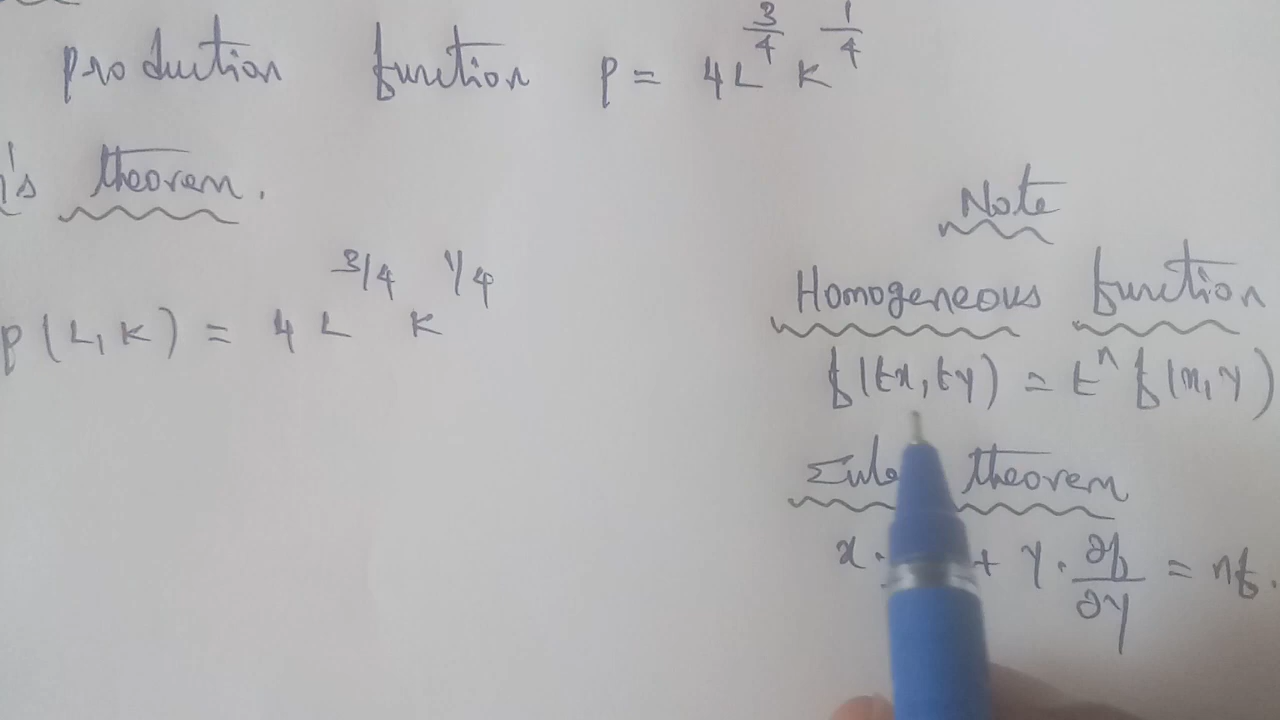 production function P = 4 L^{3/4} K^{1/4}
's theorem.
P(L, K) = 4 L^{3/4} K^{1/4}
Note
Homogeneous function
f(tx, ty) = t^n f(x, y)
theorem
x · + y · ∂f/∂y = nf.